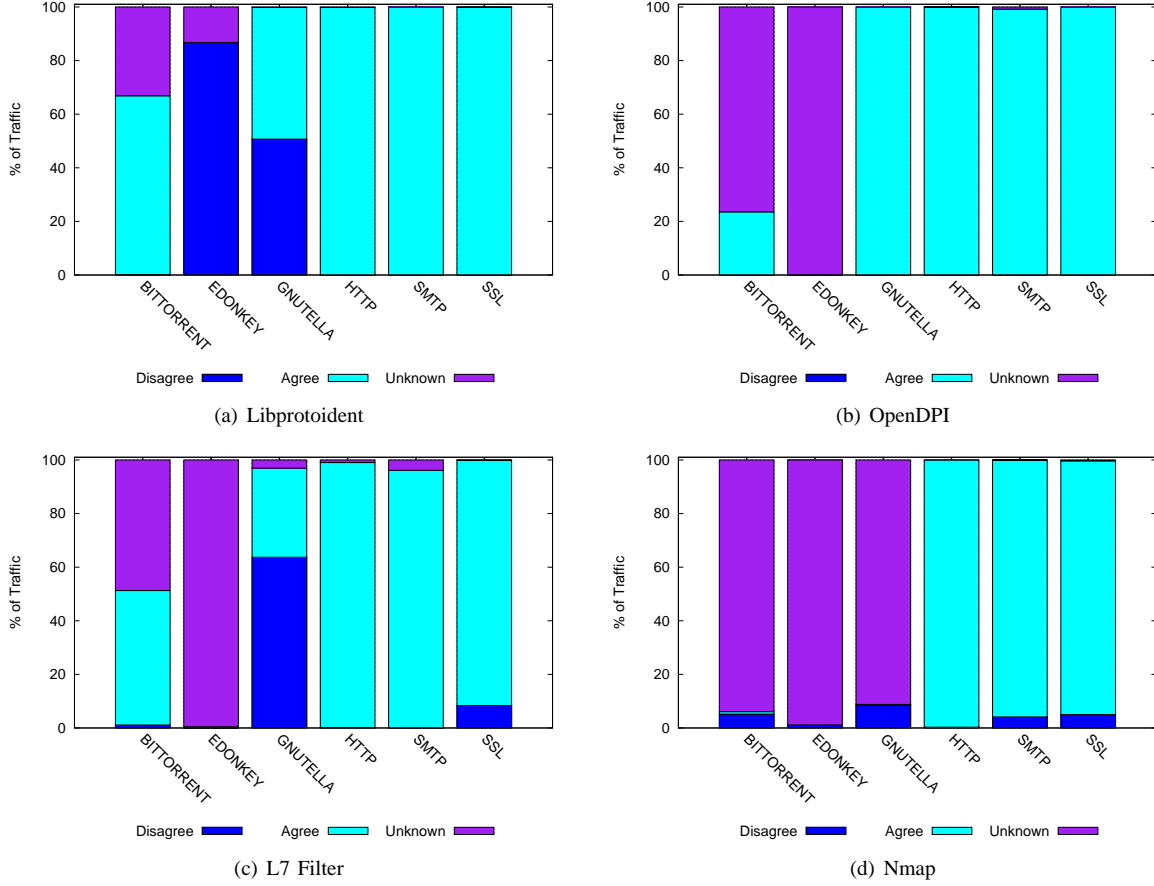 100
80
60
40
20
0
% of Traffic
BITTORRENT
EDONKEY
GNUTELLA
HTTP
SMTP
SSL
Disagree Agree Unknown
(a) Libprotoident
100
80
60
40
20
0
% of Traffic
BITTORRENT
EDONKEY
GNUTELLA
HTTP
SMTP
SSL
Disagree Agree Unknown
(b) OpenDPI
100
80
60
40
20
0
% of Traffic
BITTORRENT
EDONKEY
GNUTELLA
HTTP
SMTP
SSL
Disagree Agree Unknown
(c) L7 Filter
100
80
60
40
20
0
% of Traffic
BITTORRENT
EDONKEY
GNUTELLA
HTTP
SMTP
SSL
Disagree Agree Unknown
(d) Nmap